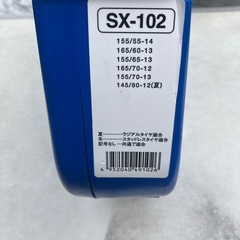 SX-102
155/55-14
165/60-13
155/65-13
165/70-12
155/70-13
145/80-12(夏)
夏…ラジアルタイヤ適合
冬…スタッドレスタイヤ適合
記号なし…共通で適合
4 952040 491026